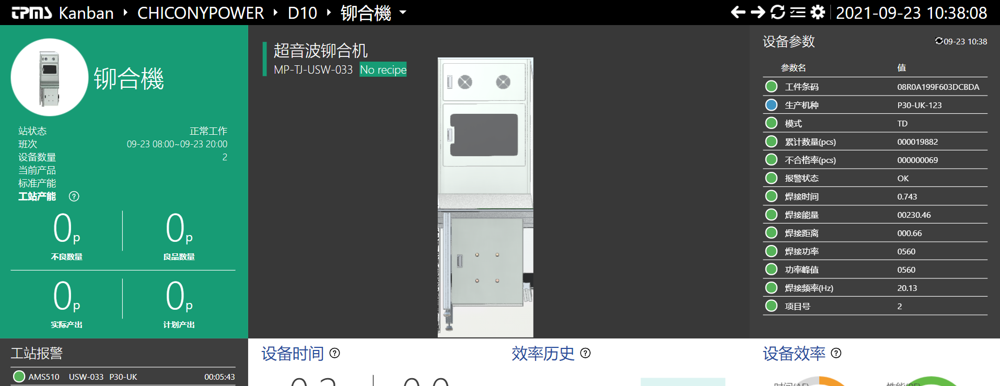 TPMS Kanban CHICONYPOWER D10 铆合機
2021-09-23 10:38:08
铆合機
站状态 正常工作
班次 09-23 08:00~09-23 20:00
设备数量 2
当前产品
标准产能
工站产能 ?
0p 0p
不良数量 良品数量
0p 0p
实际产出 计划产出
工站报警
AMS510 USW-033 P30-UK 00:05:43
超音波铆合机
MP-TJ-USW-033 No recipe
设备参数 09-23 10:38
参数名 值
工件条码 08R0A199F603DCBDA
生产机种 P30-UK-123
模式 TD
累计数量(pcs) 000019882
不合格率(pcs) 000000069
报警状态 OK
焊接时间 0.743
焊接能量 00230.46
焊接距离 000.66
焊接功率 0560
功率峰值 0560
焊接频率(Hz) 20.13
项目号 2
设备时间 ?
效率历史 ?
设备效率 ?